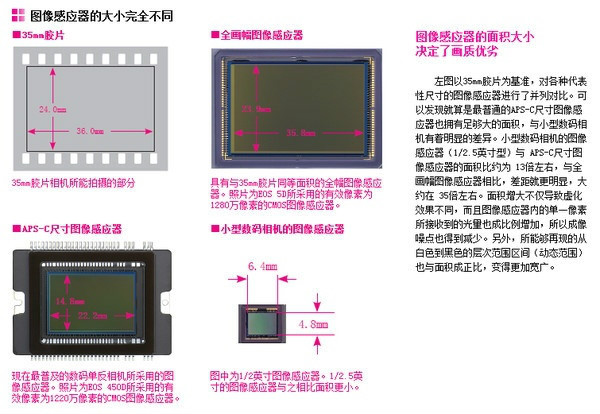 图像感应器的大小完全不同
■35mm胶片
24.0mm
36.0mm
35mm胶片相机所能拍摄的部分
■全画幅图像感应器
23.9mm
35.8mm
具有与35mm胶片同等面积的全幅图像感应
器。照片为EOS 5D所采用的有效像素为
1280万像素的CMOS图像感应器。
■APS-C尺寸图像感应器
14.8mm
22.2mm
现在最普及的数码单反相机所采用的图
像感应器。照片为EOS 450D所采用的有
效像素为1220万像素的CMOS图像感应器。
■小型数码相机的图像感应器
6.4mm
4.8mm
图中为1/2英寸图像感应器。1/2.5英
寸的图像感应器与之相比面积更小。
图像感应器的面积大小
决定了画质优劣
左图以35mm胶片为基准，对各种代表
性尺寸的图像感应器进行了并列对比。可
以发现就算是最普通的APS-C尺寸图像感
应器也拥有足够大的面积，与小型数码相
机有着明显的差异。小型数码相机的图像
感应器（1/2.5英寸型）与 APS-C尺寸图
像感应器的面积比约为 13倍左右，与全
画幅图像感应器相比，差距就更明显，大
约在 35倍左右。面积增大不仅导致虚化
效果不同，而且图像感应器内的单一像素
所接收到的光量也成比例增加，所以成像
噪点也得到减少。另外，所能够再现的从
白色到黑色的层次范围区间（动态范围）
也与面积成正比，变得更加宽广。